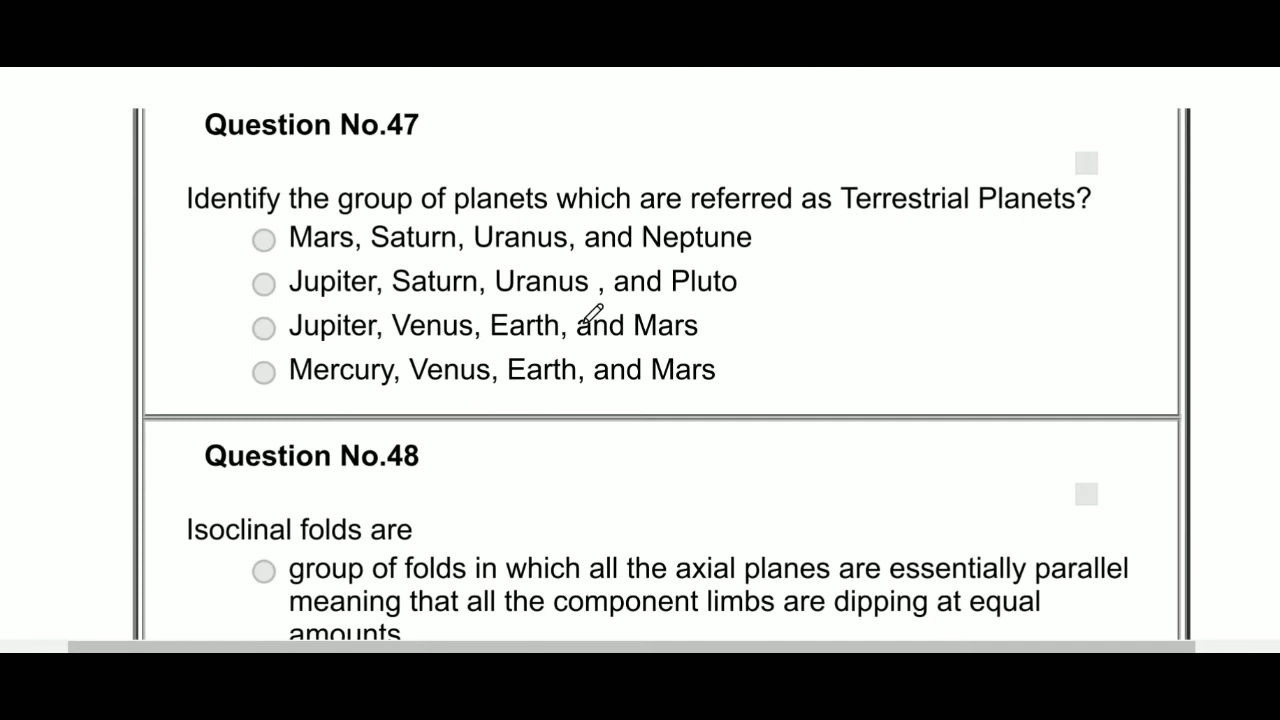 Question No.47
Identify the group of planets which are referred as Terrestrial Planets?
Mars, Saturn, Uranus, and Neptune
Jupiter, Saturn, Uranus , and Pluto
Jupiter, Venus, Earth, and Mars
Mercury, Venus, Earth, and Mars
Question No.48
Isoclinal folds are
group of folds in which all the axial planes are essentially parallel
meaning that all the component limbs are dipping at equal
amounts